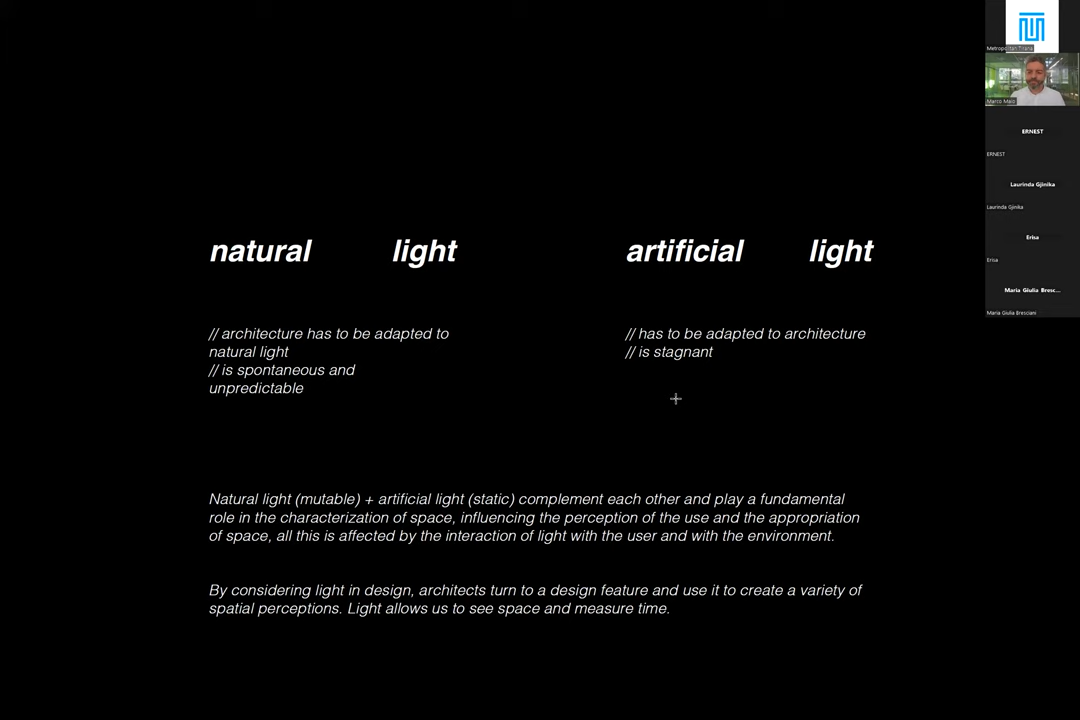 natural light
artificial light
// architecture has to be adapted to
natural light
// is spontaneous and
unpredictable
// has to be adapted to architecture
// is stagnant
Natural light (mutable) + artificial light (static) complement each other and play a fundamental
role in the characterization of space, influencing the perception of the use and the appropriation
of space, all this is affected by the interaction of light with the user and with the environment.
By considering light in design, architects turn to a design feature and use it to create a variety of
spatial perceptions. Light allows us to see space and measure time.
Metropolitan Tirana
Marco Maio
ERNEST
ERNEST
Laurinda Gjinika
Laurinda Gjinika
Erisa
Erisa
Maria Giulia Bresc...
Maria Giulia Bresciani